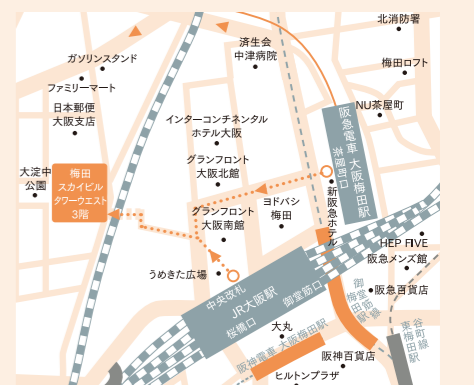 北消防署
済生会
中津病院
ガソリンスタンド
梅田ロフト
ファミリーマート
日本郵便
大阪支店
NU茶屋町
インターコンチネンタル
ホテル大阪
阪急電車 大阪梅田駅
茶屋町口
グランフロント
大阪北館
大淀中
公園
梅田
スカイビル
タワーウエスト
3階
新阪急ホテル
ヨドバシ
梅田
グランフロント
大阪南館
HEP FIVE
阪急メンズ館
うめきた広場
中央改札
JR大阪駅
御堂筋口
桜橋口
御堂筋線
梅田駅
阪急百貨店
谷町線
東梅田駅
大丸
阪神電車 大阪梅田駅
阪神百貨店
ヒルトンプラザ